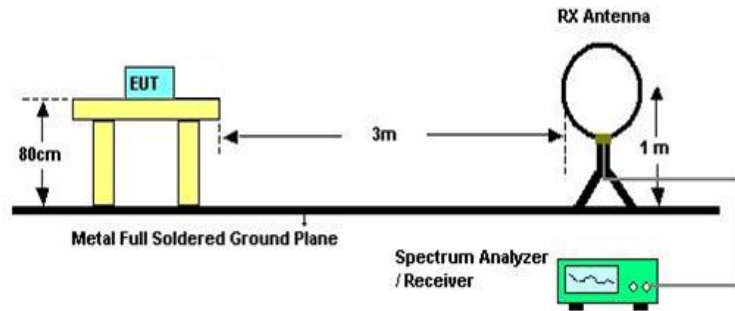 RX Antenna
EUT
3m
80cm
1 m
Metal Full Soldered Ground Plane
Spectrum Analyzer
/ Receiver